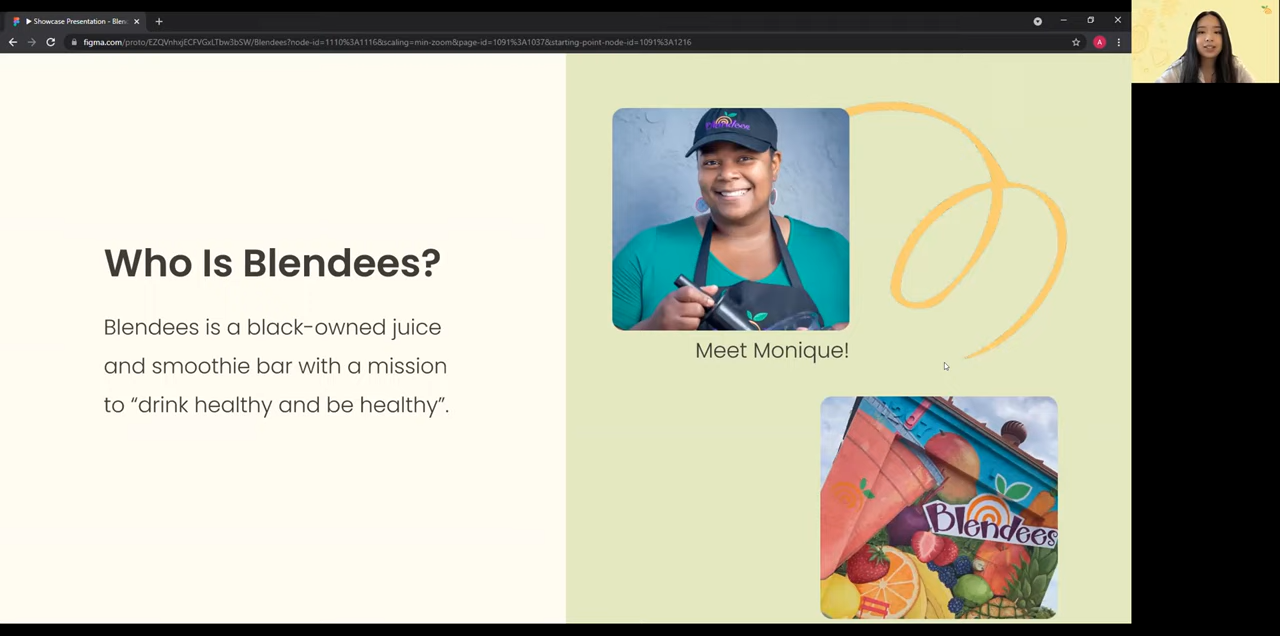 Showcase Presentation - Blen
figma.com/proto/EZQVnhxjECFVGxLTbw3bSW/Blendees?node-id=1110%3A1116&scaling=min-zoom&page-id=1091%3A1037&starting-point-node-id=1091%3A1216
A
Blendees
Who Is Blendees?
Blendees is a black-owned juice
and smoothie bar with a mission
to “drink healthy and be healthy”.
Meet Monique!
Blendees